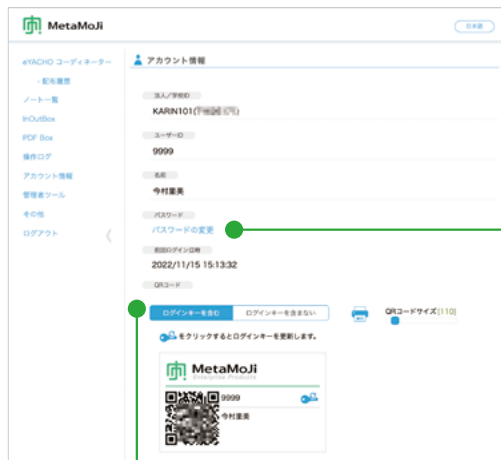 MetaMoJi
日本語
eYACHO コーディネーター
- 配布履歴
ノート一覧
InOutBox
PDF Box
操作ログ
アカウント情報
管理者ツール
その他
ログアウト
アカウント情報
法人/学校ID
KARIN101(
ユーザーID
9999
名前
今村里美
パスワード
パスワードの変更
前回ログイン日時
2022/11/15 15:13:32
QRコード
ログインキーを含む
ログインキーを含まない
QRコードサイズ[110]
をクリックするとログインキーを更新します。
MetaMoJi
Enterprise Products
9999
今村里美